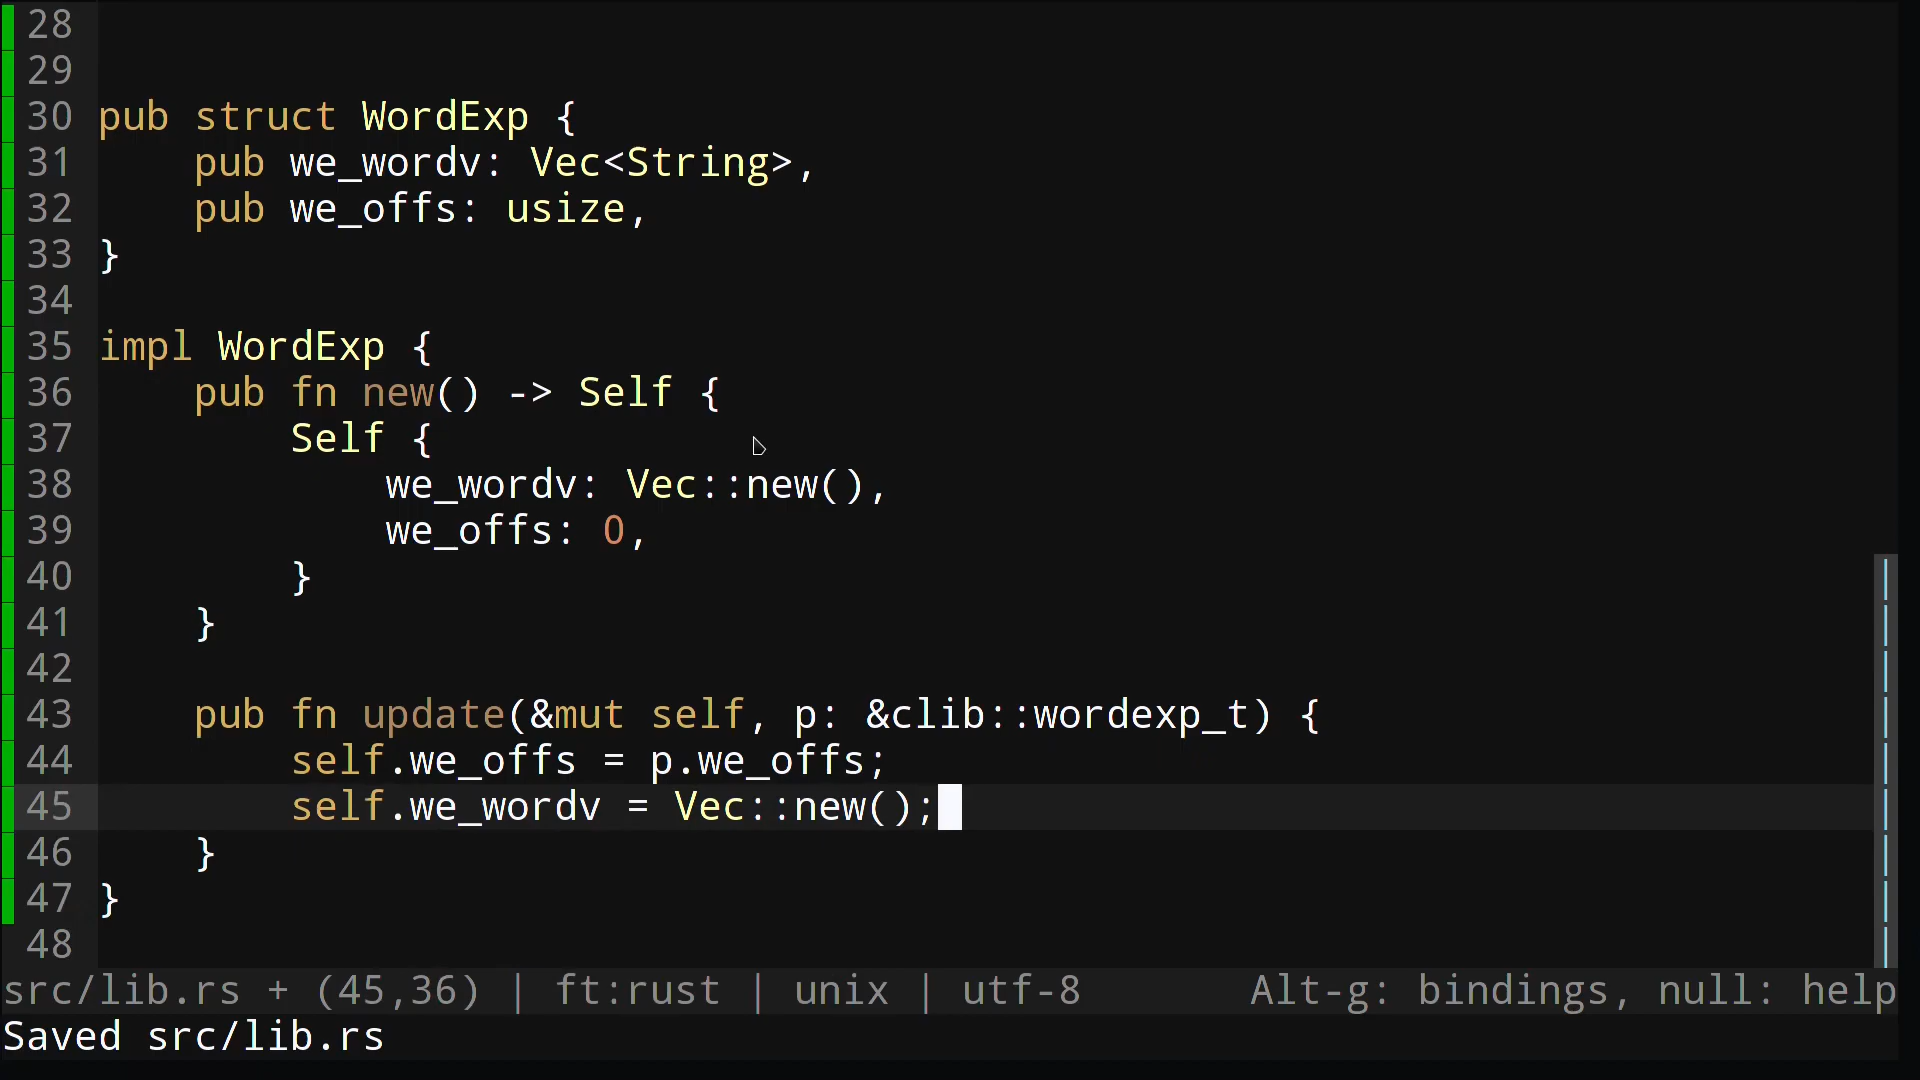 28
29
30 pub struct WordExp {
31     pub we_wordv: Vec<String>,
32     pub we_offs: usize,
33 }
34
35 impl WordExp {
36     pub fn new() -> Self {
37         Self {
38             we_wordv: Vec::new(),
39             we_offs: 0,
40         }
41     }
42
43     pub fn update(&mut self, p: &clib::wordexp_t) {
44         self.we_offs = p.we_offs;
45         self.we_wordv = Vec::new();
46     }
47 }
48
src/lib.rs + (45,36) | ft:rust | unix | utf-8 Alt-g: bindings, null: help
Saved src/lib.rs